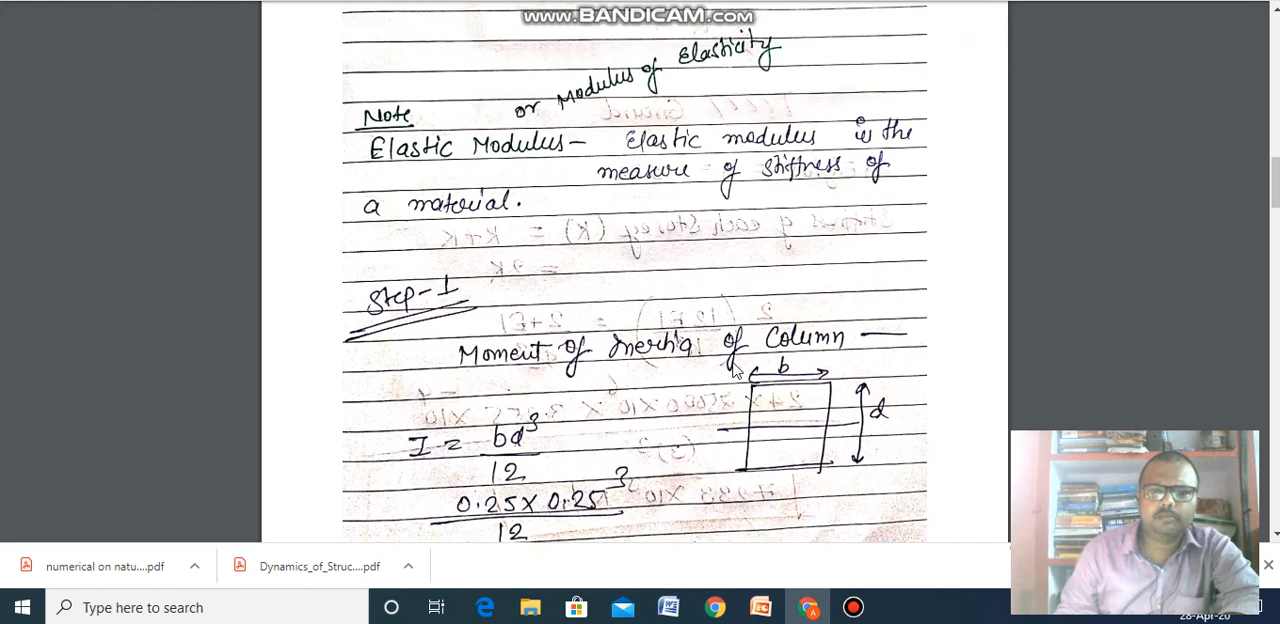 www.BANDICAM.com
or Modulus of Elasticity
Note
Elastic Modulus - Elastic modulus is the
measure of stiffness of
a material.
Step-1
Moment of Inertia of Column —
b
d
I = bd³
12
0.25 x 0.25³
12
numerical on natu....pdf
Dynamics_of_Struc....pdf
Type here to search
28-Apr-20